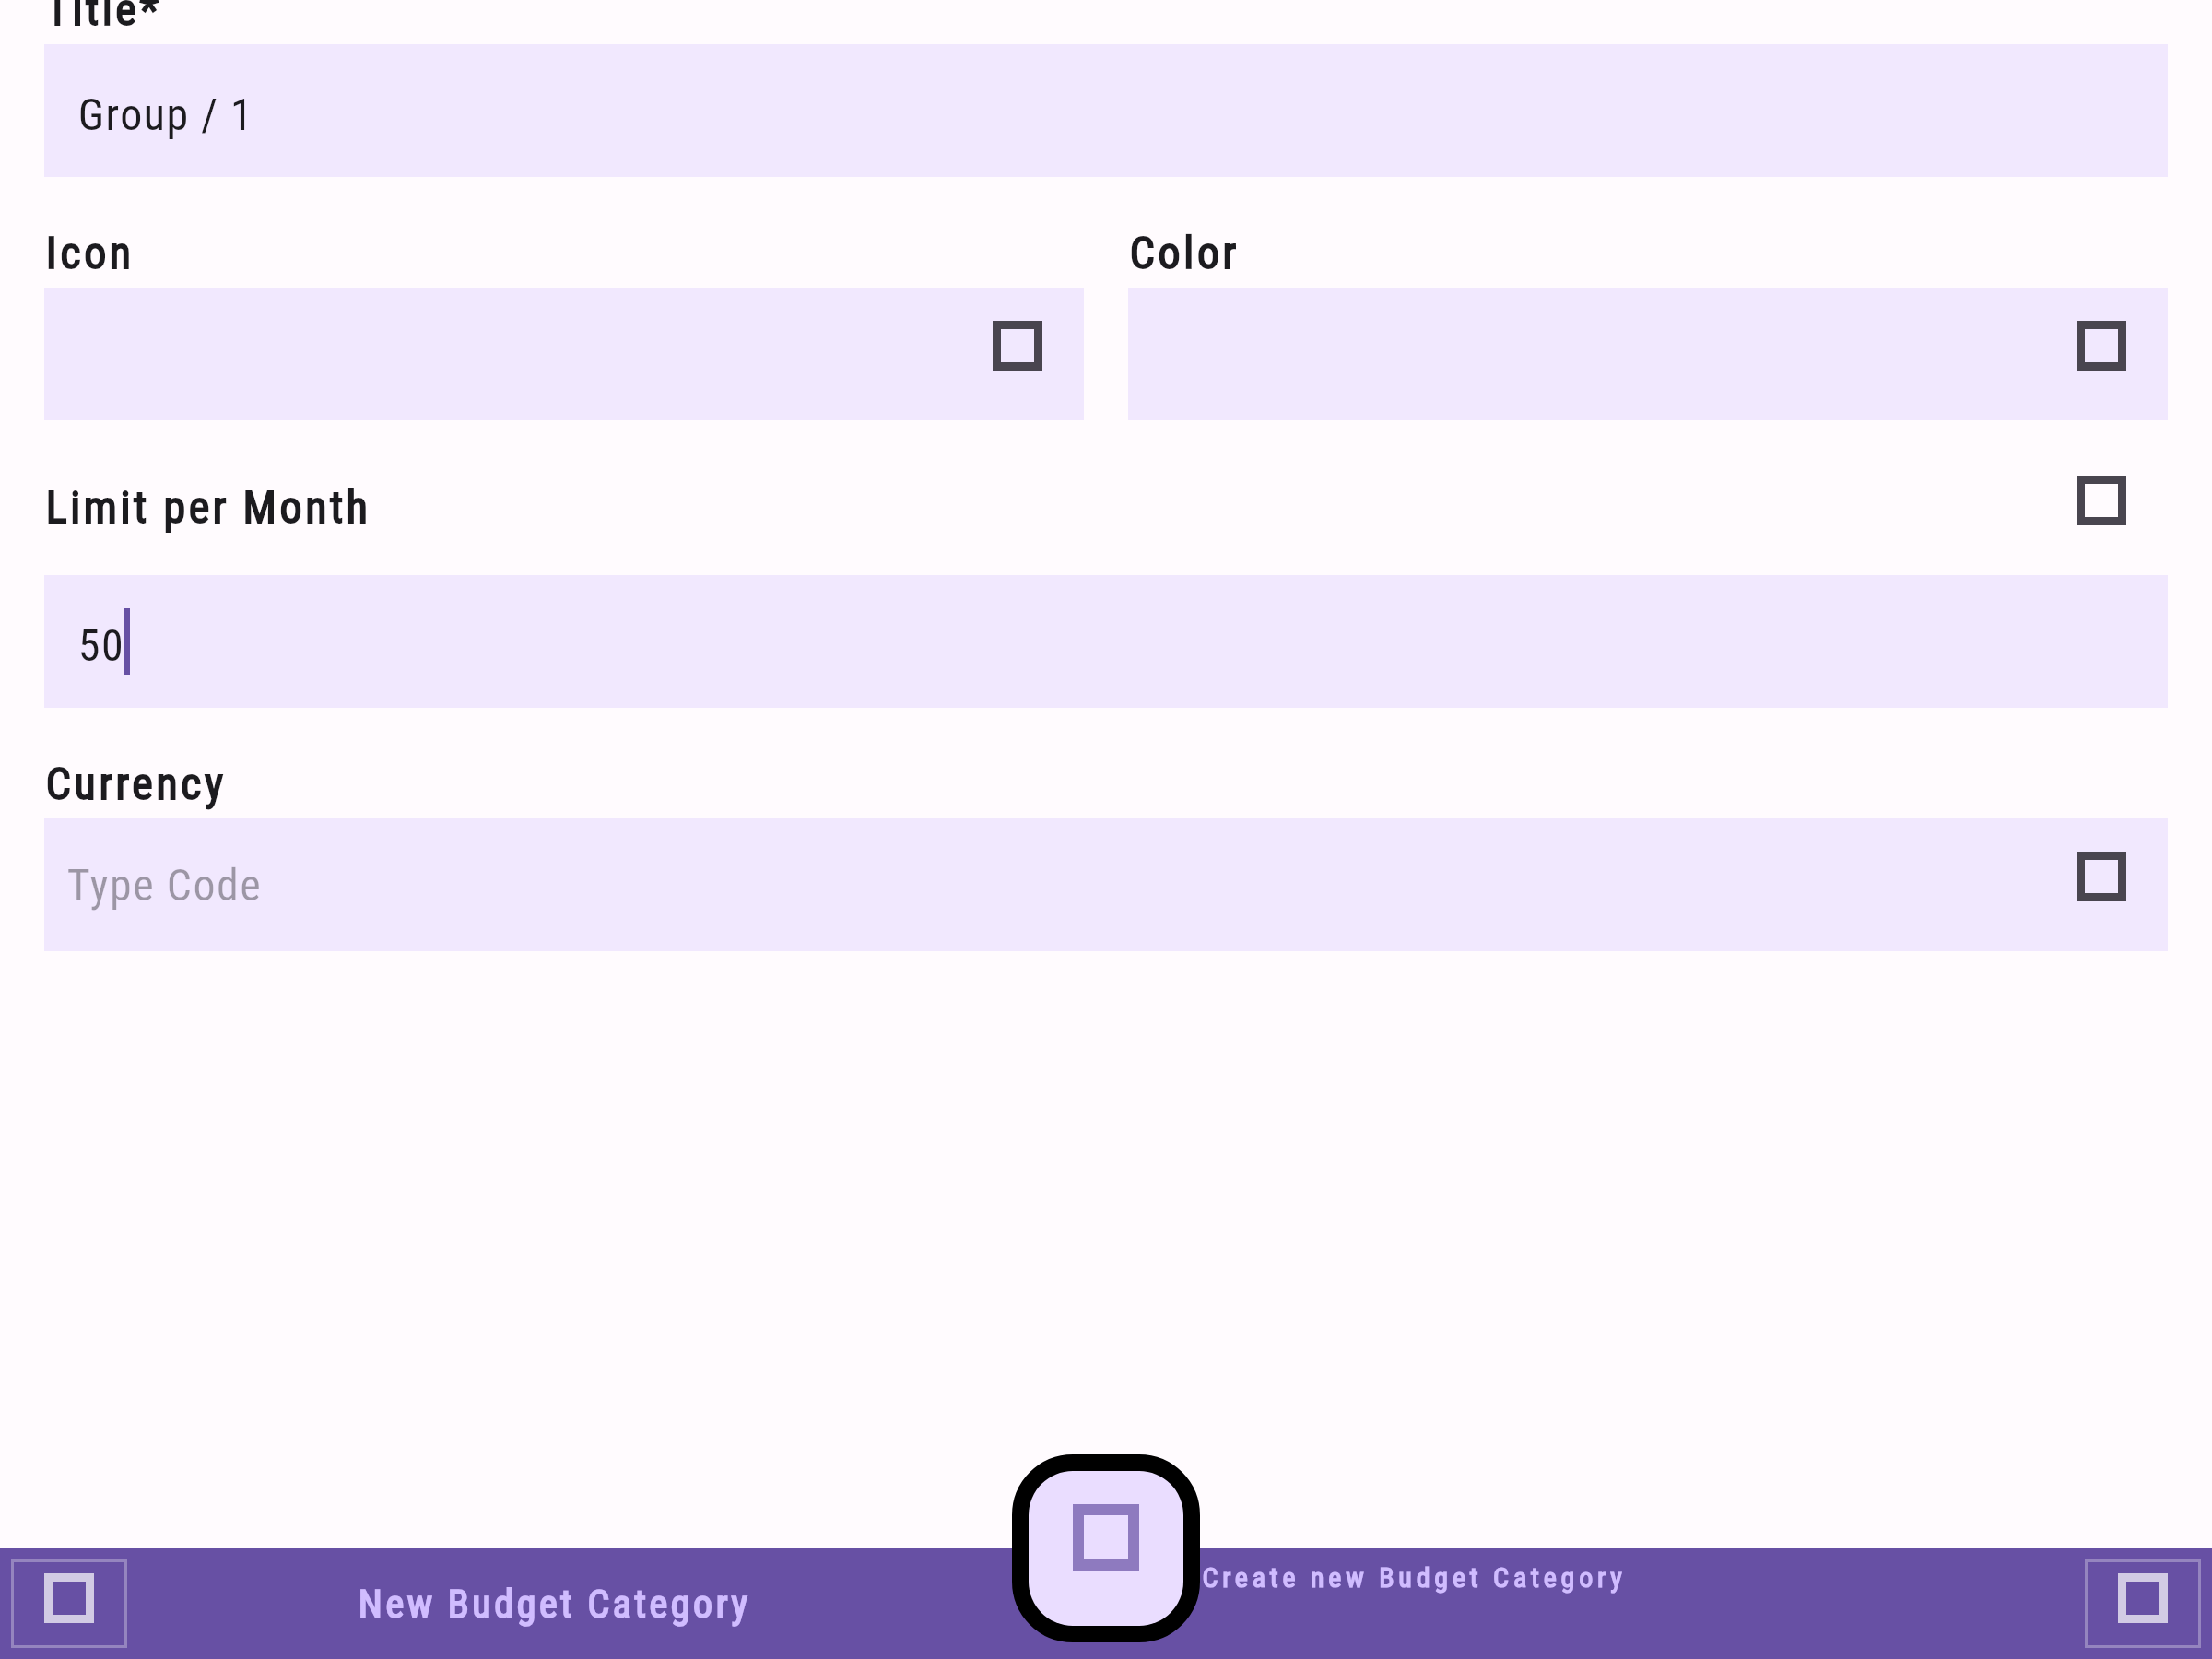 Title*
Group / 1
Icon
Color
Limit per Month
50
Currency
Type Code
New Budget Category
Create new Budget Category